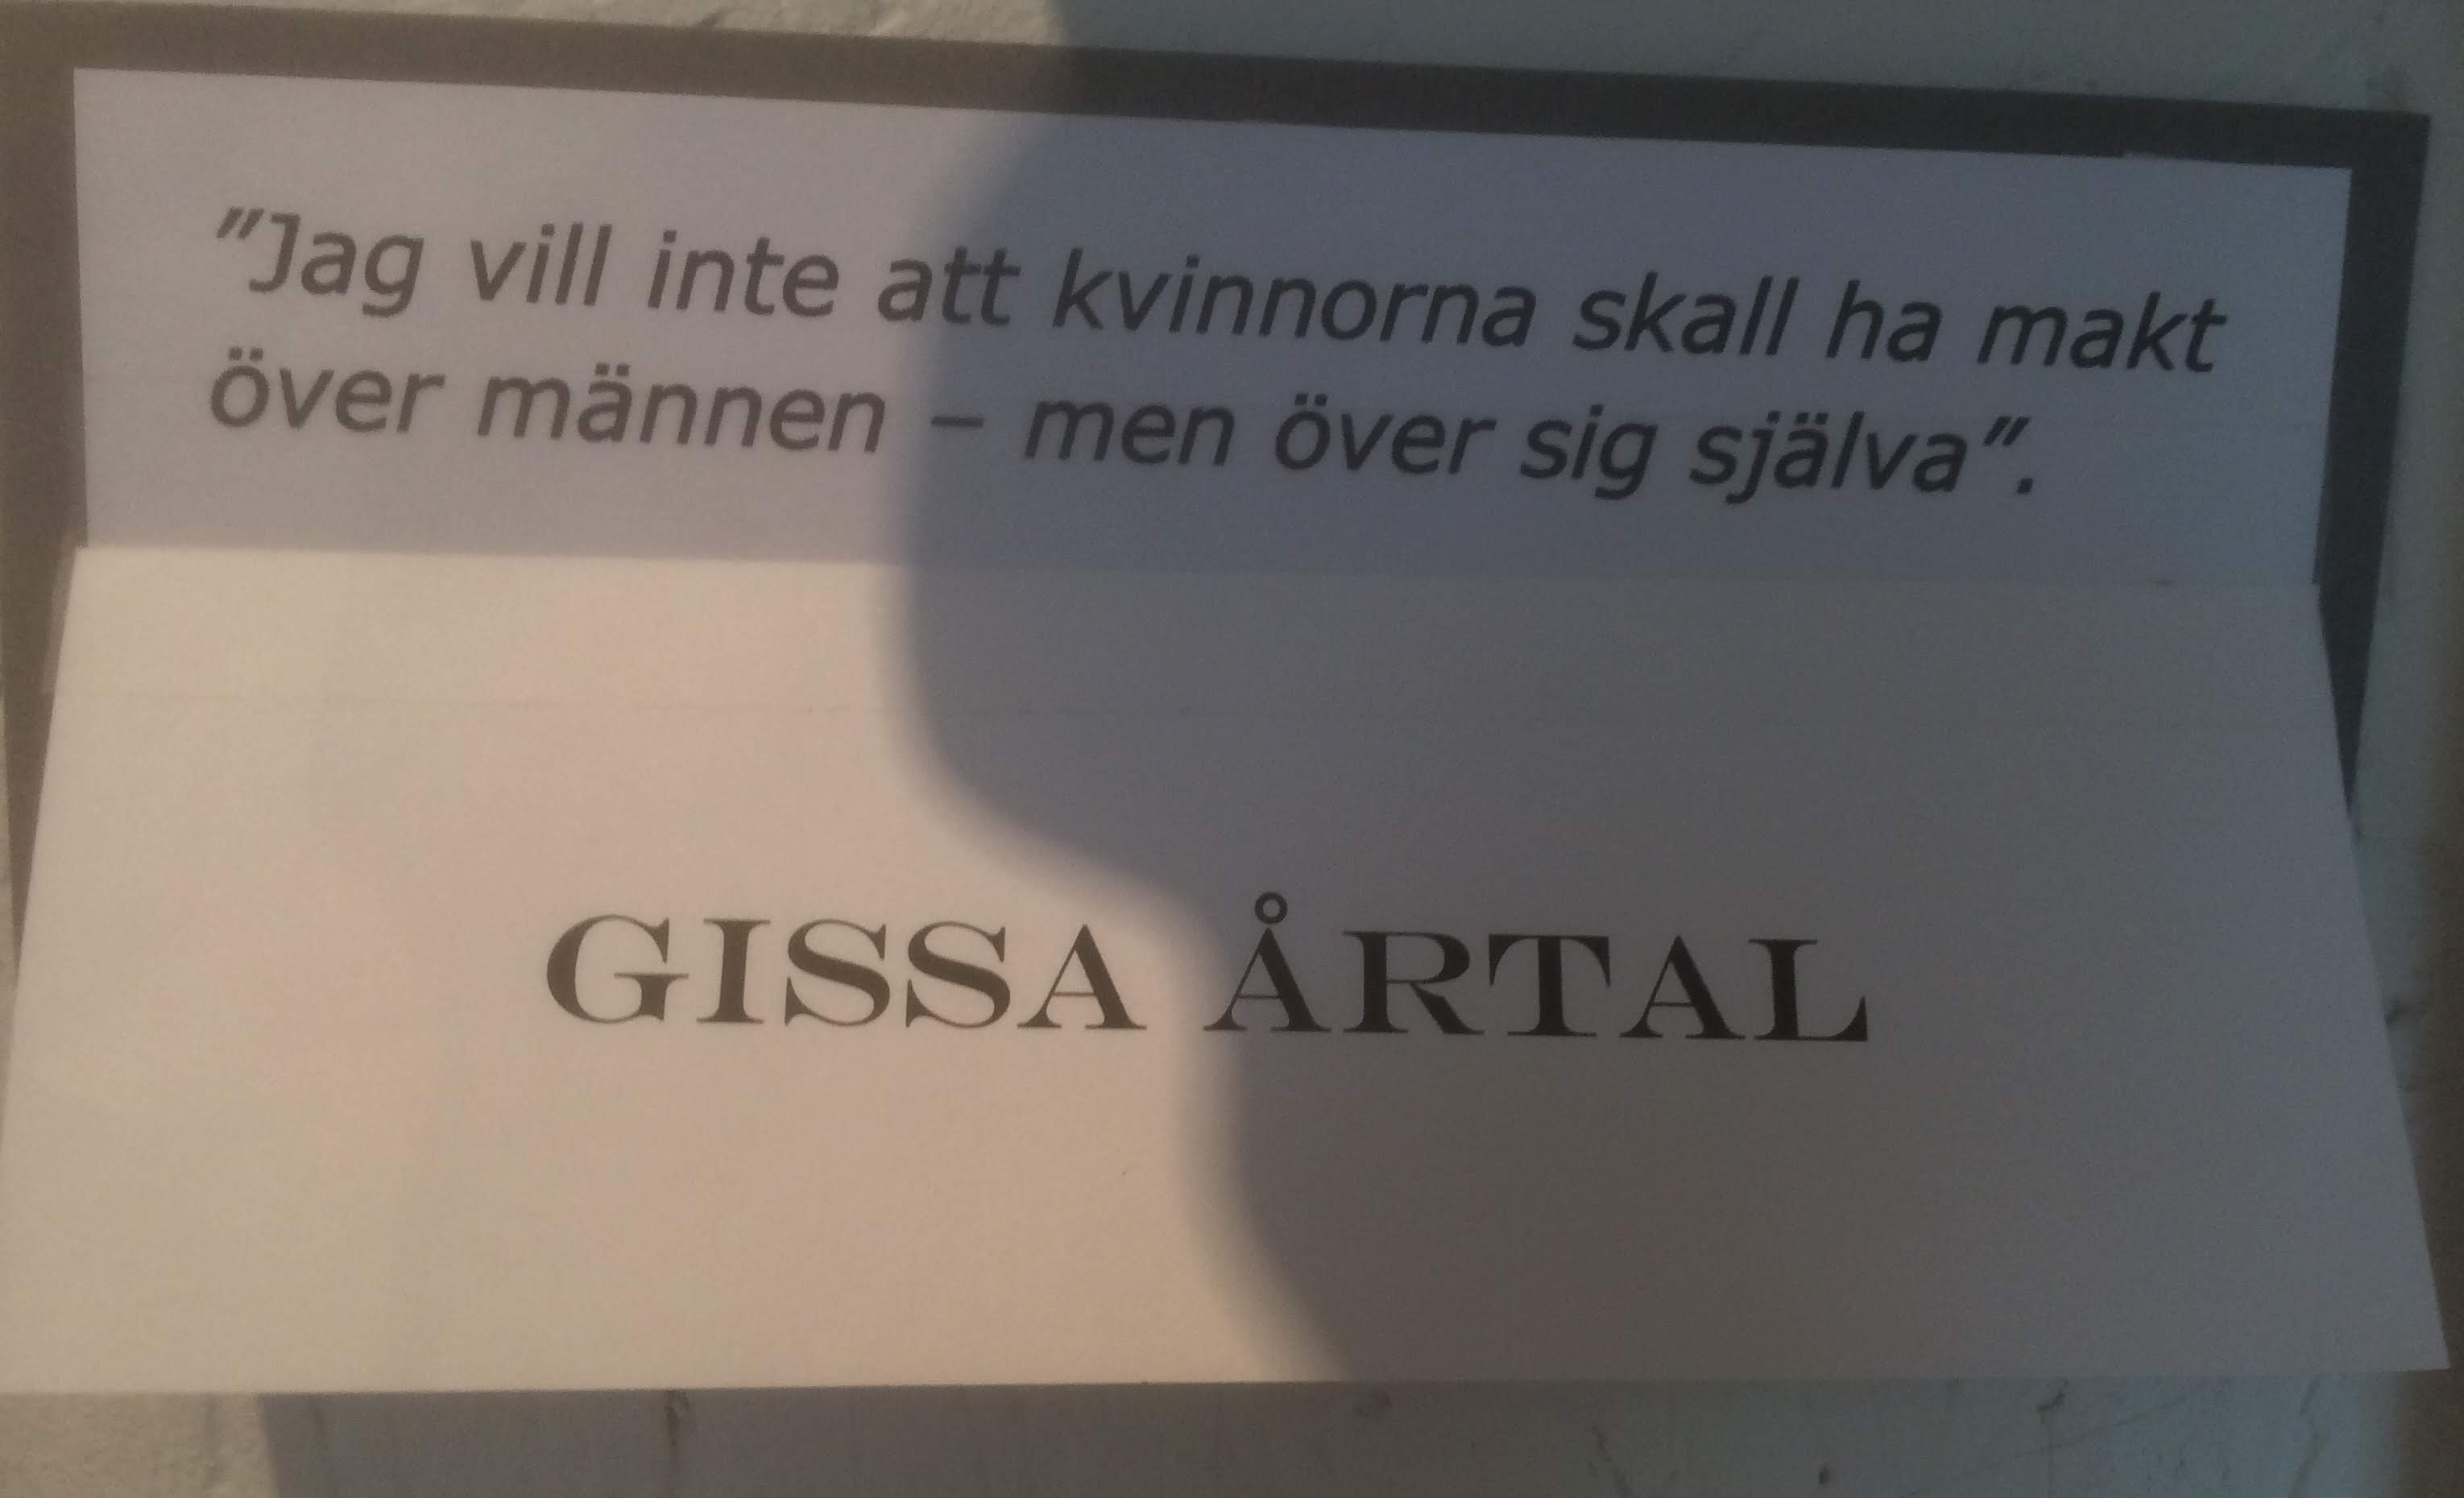 ”Jag vill inte att kvinnorna skall ha makt
över männen – men över sig själva”.
GISSA ÅRTAL